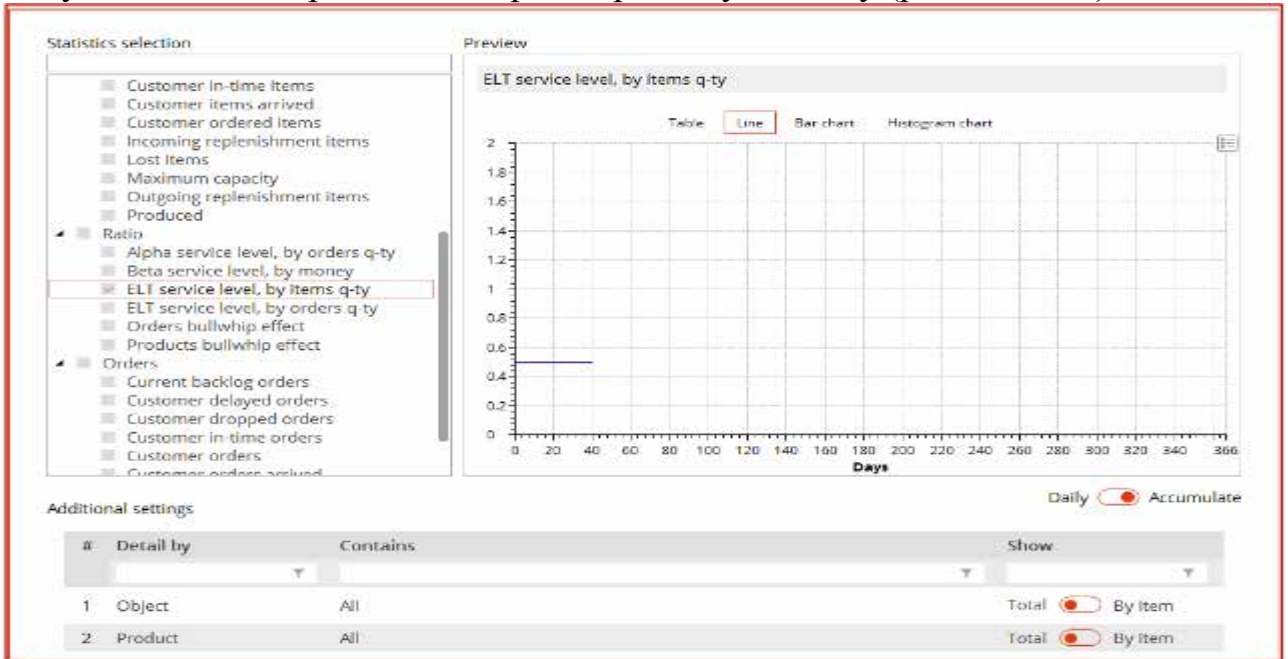 Statistics selection
Preview
Customer in-time items
Customer items arrived
Customer ordered items
Incoming replenishment items
Lost items
Maximum capacity
Outgoing replenishment items
Produced
Ratio
Alpha service level, by orders q-ty
Beta service level, by money
ELT service level, by items q-ty
ELT service level, by orders q-ty
Orders bullwhip effect
Products bullwhip effect
Orders
Current backlog orders
Customer delayed orders
Customer dropped orders
Customer in-time orders
Customer orders
Customer orders arrived
ELT service level, by items q-ty
Table Line Bar chart Histogram chart
2
1.8
1.6
1.4
1.2
1
0.8
0.6
0.4
0.2
0
0 20 40 60 80 100 120 140 160 180 200 220 240 260 280 300 320 340 366
Days
Daily Accumulate
Additional settings
# Detail by Contains Show
1 Object All Total By item
2 Product All Total By item